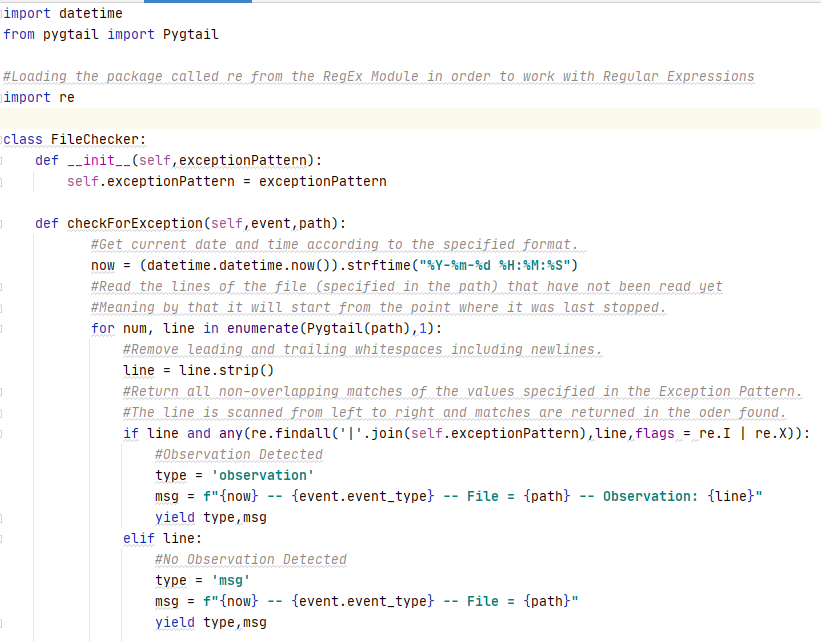 import datetime
from pygtail import Pygtail
#Loading the package called re from the RegEx Module in order to work with Regular Expressions
import re
class FileChecker:
def __init__(self,exceptionPattern):
self.exceptionPattern = exceptionPattern
def checkForException(self,event,path):
#Get current date and time according to the specified format.
now = (datetime.datetime.now()).strftime("%Y-%m-%d %H:%M:%S")
#Read the lines of the file (specified in the path) that have not been read yet
#Meaning by that it will start from the point where it was last stopped.
for num, line in enumerate(Pygtail(path),1):
#Remove leading and trailing whitespaces including newlines.
line = line.strip()
#Return all non-overlapping matches of the values specified in the Exception Pattern.
#The line is scanned from left to right and matches are returned in the oder found.
if line and any(re.findall('|'.join(self.exceptionPattern),line,flags = re.I | re.X)):
#Observation Detected
type = 'observation'
msg = f"{now} -- {event.event_type} -- File = {path} -- Observation: {line}"
yield type,msg
elif line:
#No Observation Detected
type = 'msg'
msg = f"{now} -- {event.event_type} -- File = {path}"
yield type,msg